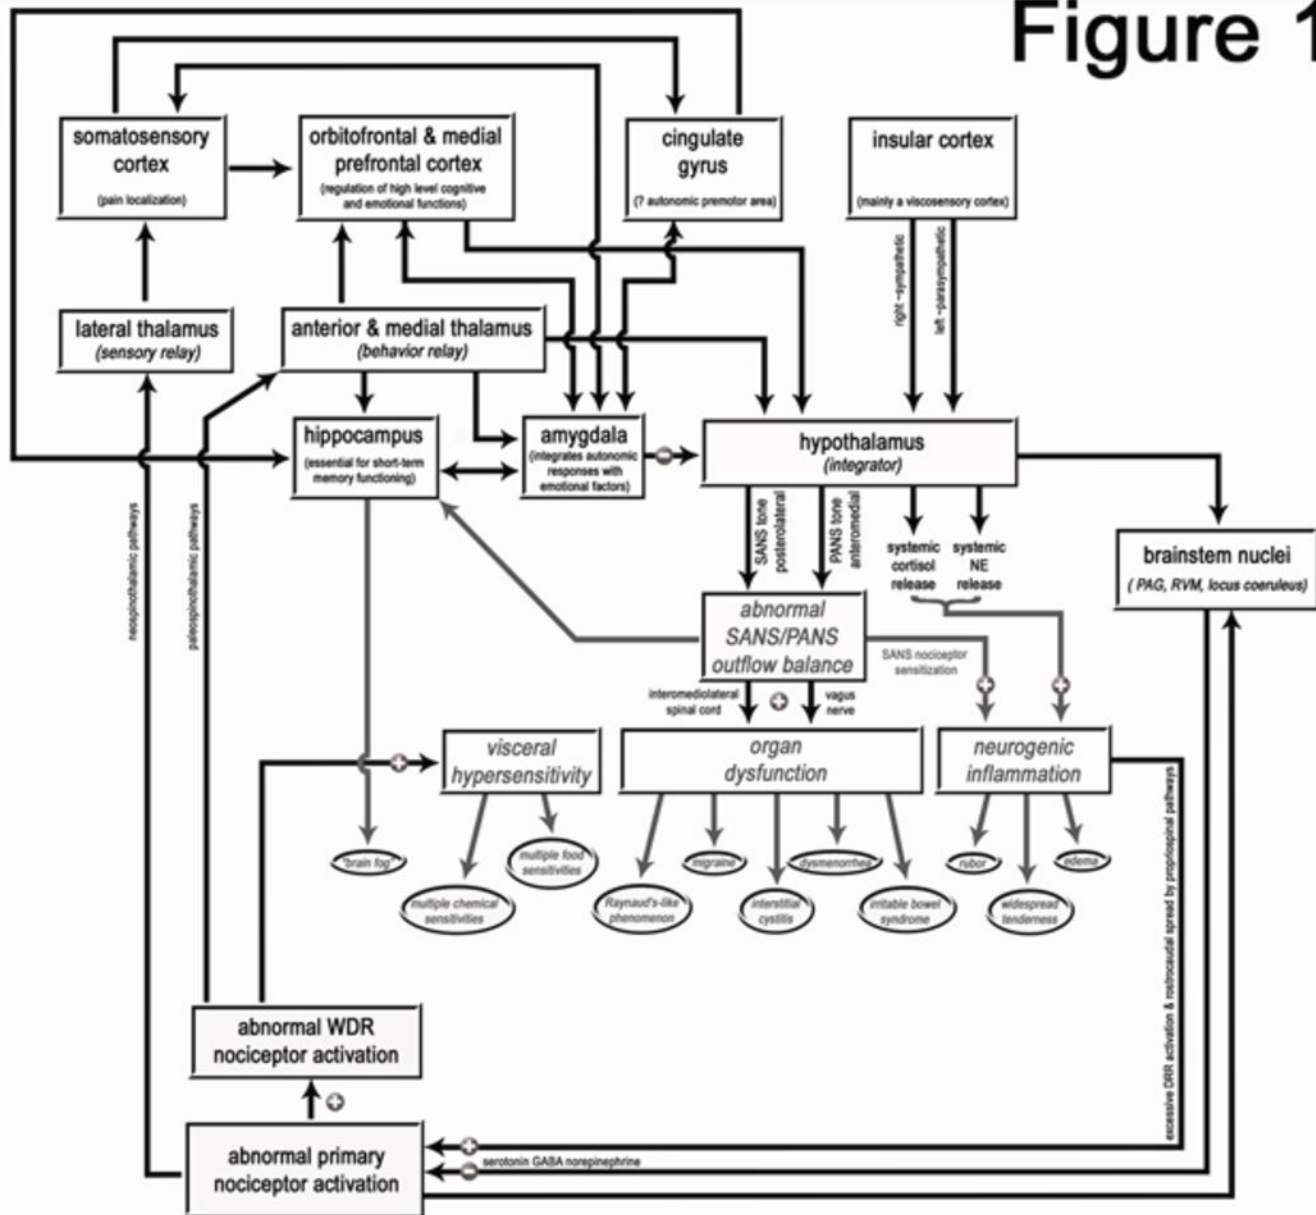 Figure 1
somatosensory
cortex
(pain localization)
orbitofrontal & medial
prefrontal cortex
(regulation of high level cognitive
and emotional functions)
cingulate
gyrus
(? autonomic premotor area)
insular cortex
(mainly a viscosensory cortex)
right -sympathetic
left -parasympathetic
lateral thalamus
(sensory relay)
anterior & medial thalamus
(behavior relay)
hippocampus
(essential for short-term
memory functioning)
amygdala
(integrates autonomic
responses with
emotional factors)
hypothalamus
(integrator)
neospinothalamic pathways
paleospinothalamic pathways
SANS tone
posterolateral
PANS tone
anteromedial
systemic
cortisol
release
systemic
NE
release
brainstem nuclei
( PAG, RVM, locus coeruleus)
abnormal
SANS/PANS
outflow balance
SANS nociceptor
sensitization
interomediolateral
spinal cord
vagus
nerve
visceral
hypersensitivity
organ
dysfunction
neurogenic
inflammation
"brain fog"
multiple food
sensitivities
multiple chemical
sensitivities
migraine
dysmenorrhea
Raynaud's-like
phenomenon
interstitial
cystitis
irritable bowel
syndrome
rubor
edema
widespread
tenderness
excessive DRR activation & rostrocaudal spread by propriospinal pathways
abnormal WDR
nociceptor activation
abnormal primary
nociceptor activation
serotonin GABA norepinephrine